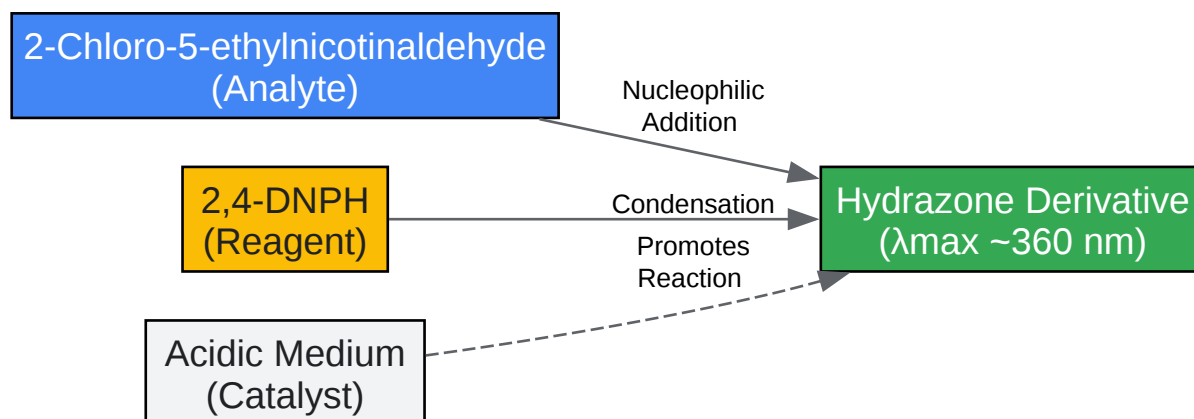 2-Chloro-5-ethylnicotinaldehyde
(Analyte)
Nucleophilic
Addition
2,4-DNPH
(Reagent)
Condensation
Hydrazone Derivative
(λmax ~360 nm)
Promotes
Reaction
Acidic Medium
(Catalyst)